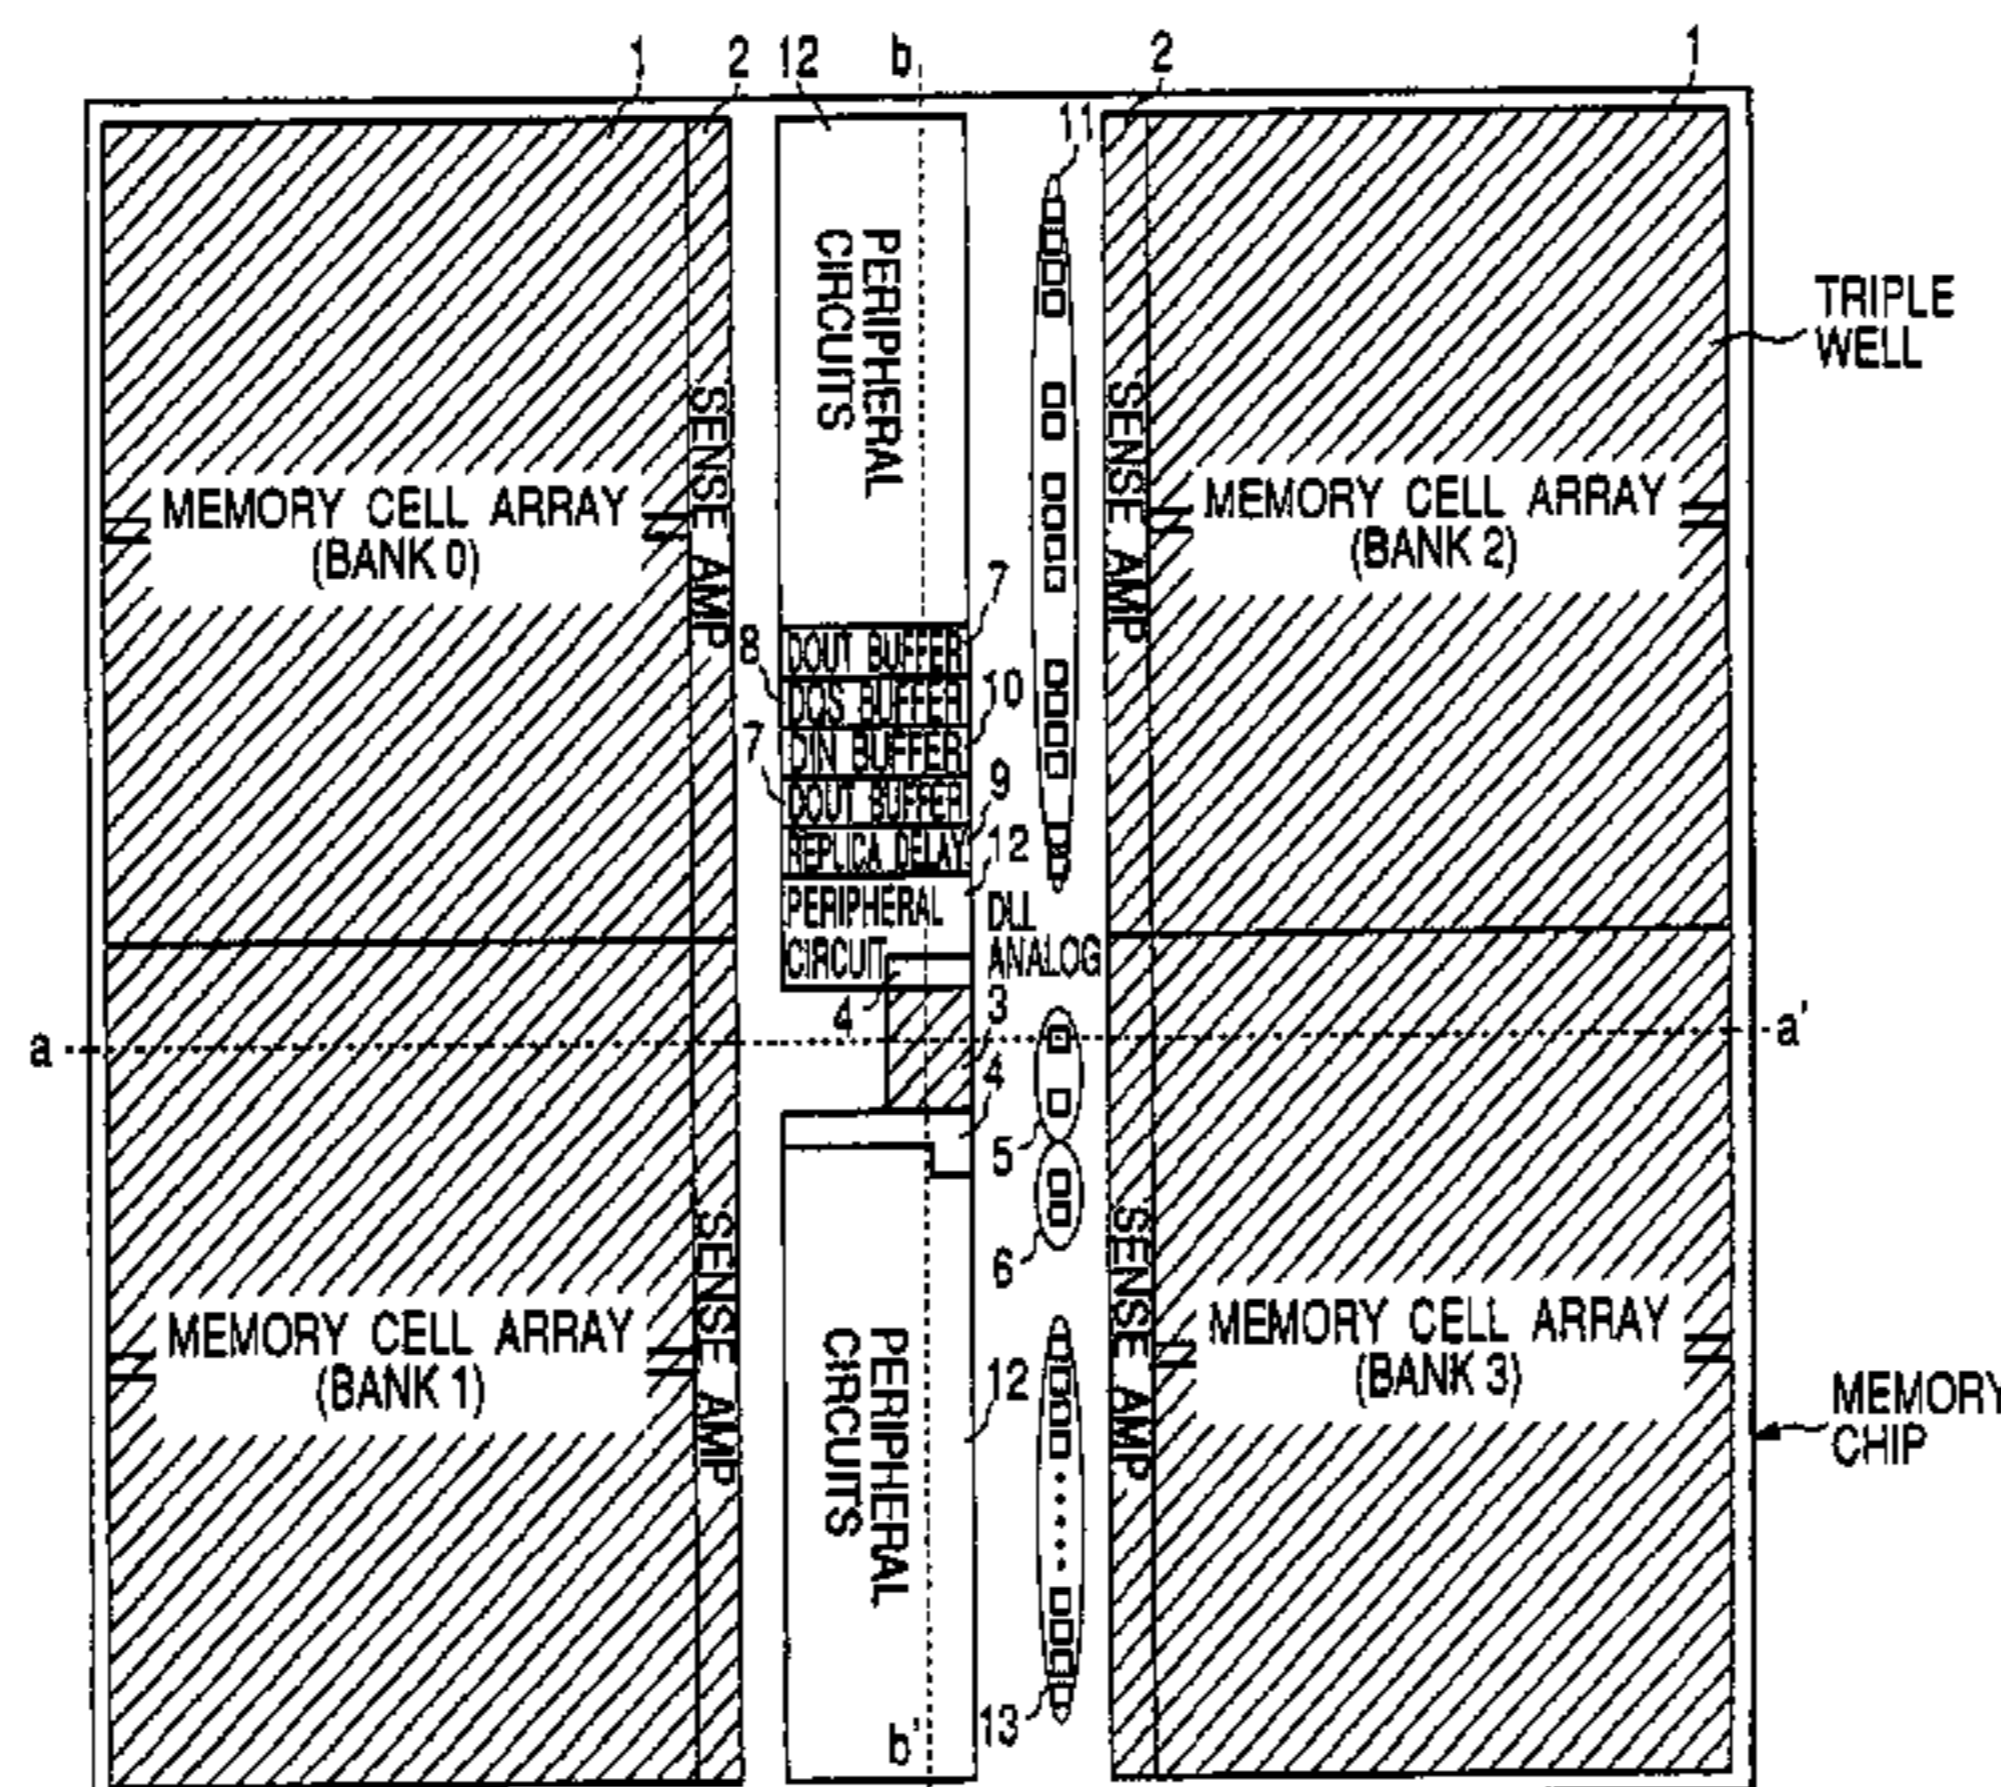 1
2
12
b
2
1
11
PERIPHERAL
CIRCUITS
TRIPLE
WELL
SENSE AMP
SENSE AMP
MEMORY CELL ARRAY
(BANK 0)
MEMORY CELL ARRAY
(BANK 2)
7
DOUT BUFFER
8
DQS BUFFER
10
7
DIN BUFFER
DOUT BUFFER
9
REPLICA DELAY
12
PERIPHERAL
CIRCUIT
DLL
ANALOG
4
3
a
a'
4
5
6
SENSE AMP
SENSE AMP
MEMORY CELL ARRAY
(BANK 1)
MEMORY CELL ARRAY
(BANK 3)
PERIPHERAL
CIRCUITS
12
MEMORY
CHIP
13
b'